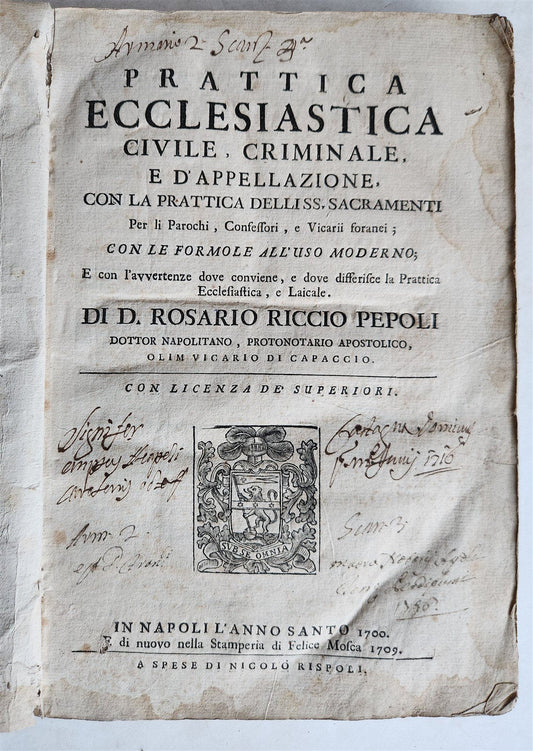 PRATTICA
ECCLESIASTICA
CIVILE, CRIMINALE,
E D'APPELLAZIONE,
CON LA PRATTICA DELLI SS. SACRAMENTI
Per li Parochi, Confeſſori, e Vicarii foranei;
CON LE FORMOLE ALL'USO MODERNO;
E con l'avvertenze dove conviene, e dove differiſce la Prattica
Eccleſiaſtica, e Laicale.
DI D. ROSARIO RICCIO PEPOLI
DOTTOR NAPOLITANO, PROTONOTARIO APOSTOLICO,
OLIM VICARIO DI CAPACCIO.
CON LICENZA DE' SUPERIORI.
1716
SVB SE OMNIA
1756
IN NAPOLI L'ANNO SANTO 1700.
E di nuovo nella Stamperia di Felice Moſca 1709.
A SPESE DI NICOLÒ RISPOLI.